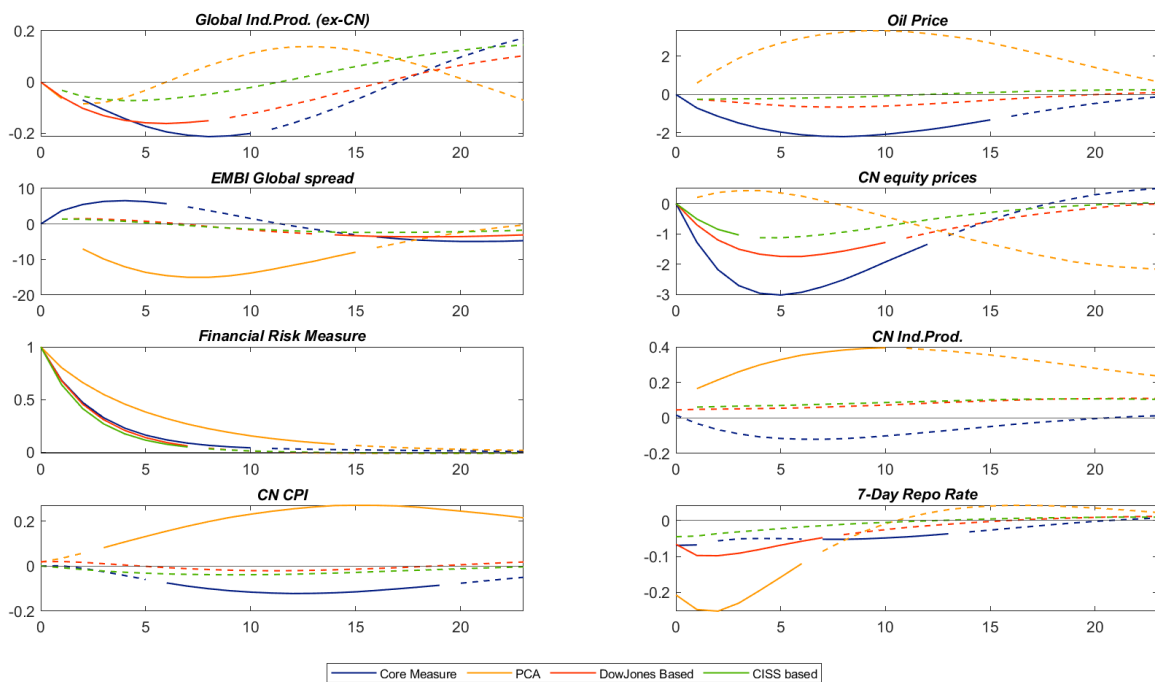 Global Ind.Prod. (ex-CN)
0.2
0
-0.2
0 5 10 15 20
Oil Price
2
0
-2
0 5 10 15 20
EMBI Global spread
10
0
-10
-20
0 5 10 15 20
CN equity prices
0
-1
-2
-3
0 5 10 15 20
Financial Risk Measure
1
0.5
0
0 5 10 15 20
CN Ind.Prod.
0.4
0.2
0
-0.2
0 5 10 15 20
CN CPI
0.2
0
-0.2
0 5 10 15 20
7-Day Repo Rate
0
-0.1
-0.2
0 5 10 15 20
Core Measure PCA DowJones Based CISS based